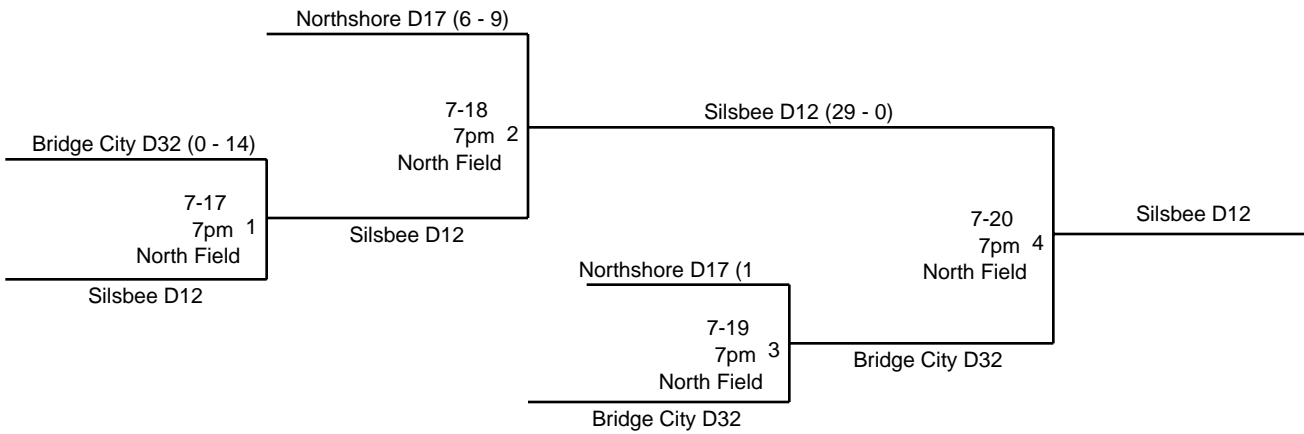 Northshore D17 (6 - 9)
7-18
7pm 2
North Field
Silsbee D12 (29 - 0)
Bridge City D32 (0 - 14)
7-17
7pm 1
North Field
Silsbee D12
Silsbee D12
7-20
7pm 4
North Field
Silsbee D12
Northshore D17 (1
7-19
7pm 3
North Field
Bridge City D32
Bridge City D32